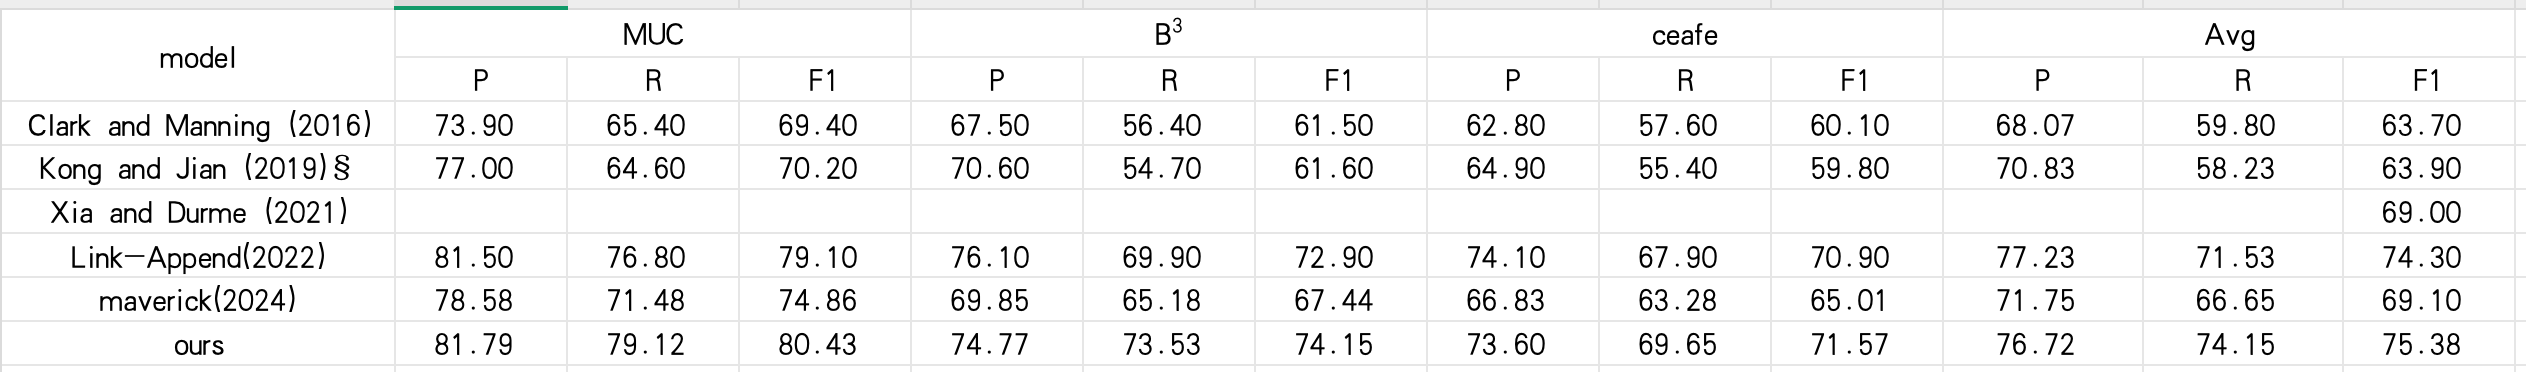 model MUC B³ ceafe Avg
P R F1 P R F1 P R F1 P R F1
Clark and Manning (2016) 73.90 65.40 69.40 67.50 56.40 61.50 62.80 57.60 60.10 68.07 59.80 63.70
Kong and Jian (2019)§ 77.00 64.60 70.20 70.60 54.70 61.60 64.90 55.40 59.80 70.83 58.23 63.90
Xia and Durme (2021) 69.00
Link-Append(2022) 81.50 76.80 79.10 76.10 69.90 72.90 74.10 67.90 70.90 77.23 71.53 74.30
maverick(2024) 78.58 71.48 74.86 69.85 65.18 67.44 66.83 63.28 65.01 71.75 66.65 69.10
ours 81.79 79.12 80.43 74.77 73.53 74.15 73.60 69.65 71.57 76.72 74.15 75.38